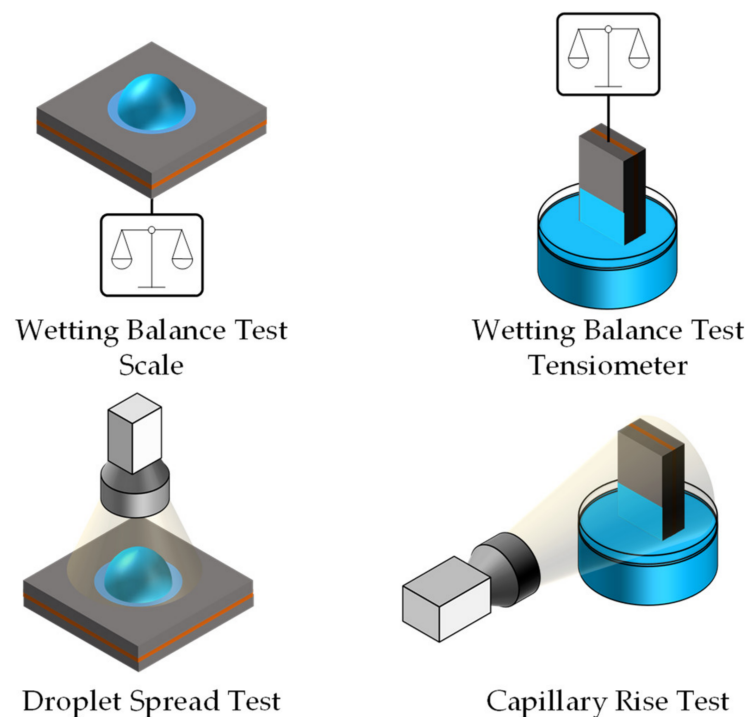 Wetting Balance Test
Scale
Wetting Balance Test
Tensiometer
Droplet Spread Test
Capillary Rise Test